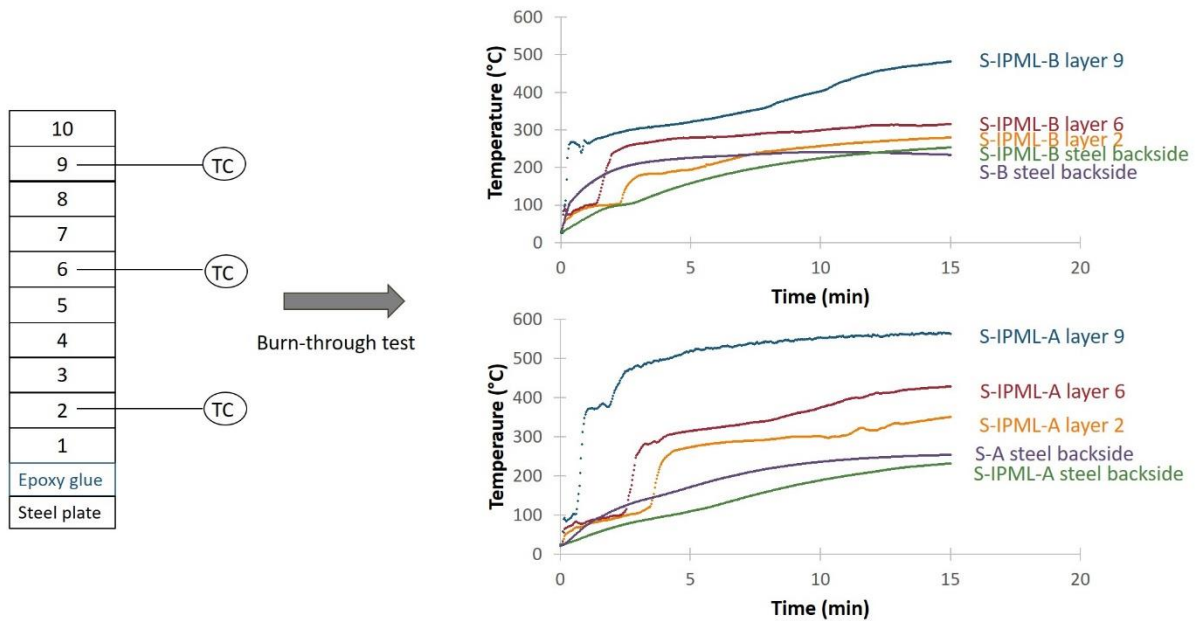 10
9
8
7
6
5
4
3
2
1
Epoxy glue
Steel plate
TC
TC
TC
Burn-through test
Temperature (°C)
600
500
400
300
200
100
0
0 5 10 15 20
Time (min)
S-IPML-B layer 9
S-IPML-B layer 6
S-IPML-B layer 2
S-IPML-B steel backside
S-B steel backside
Temperaure (°C)
600
500
400
300
200
100
0
0 5 10 15 20
Time (min)
S-IPML-A layer 9
S-IPML-A layer 6
S-IPML-A layer 2
S-A steel backside
S-IPML-A steel backside